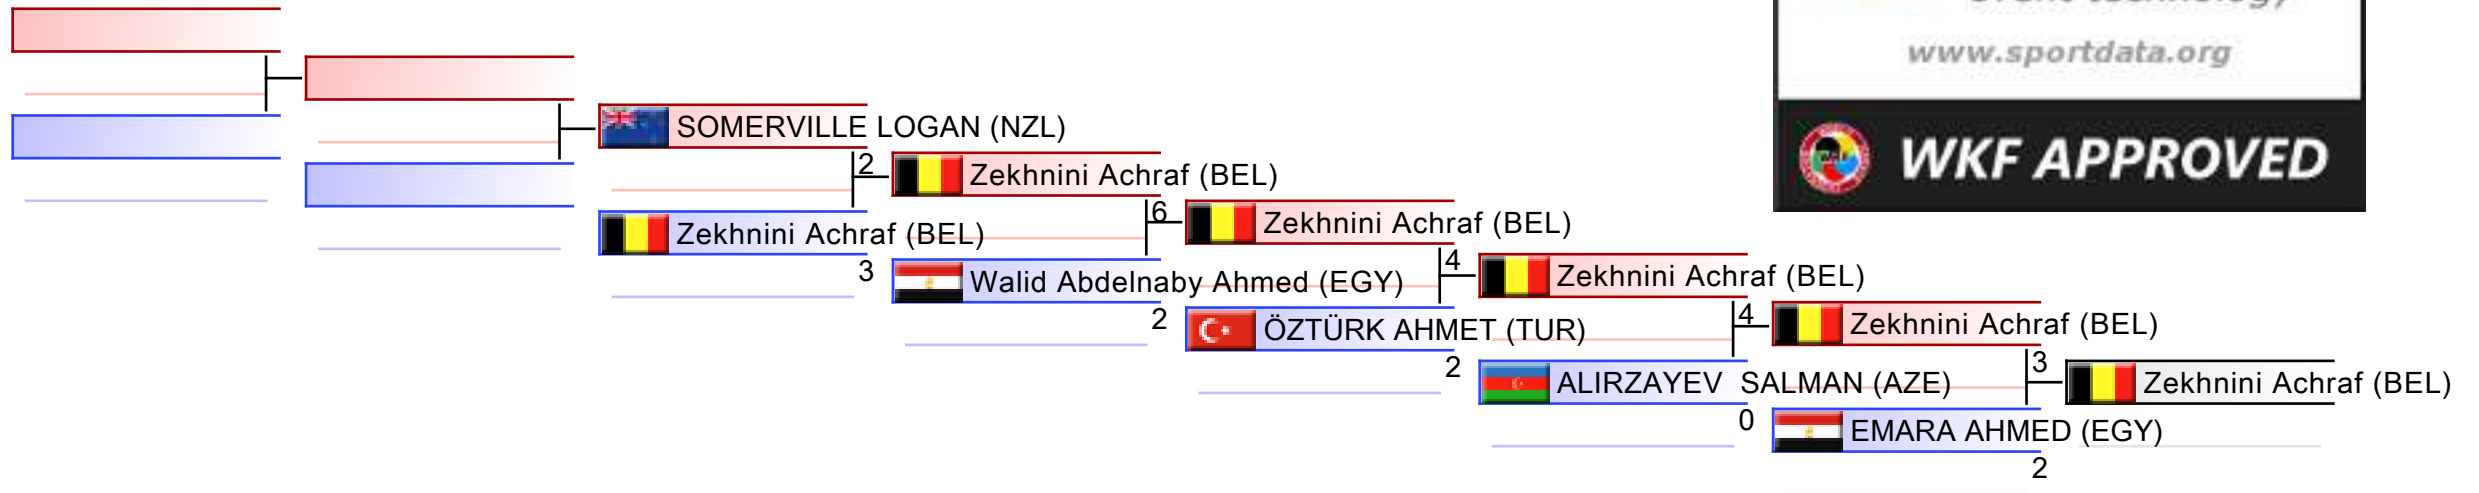 event technology
www.sportdata.org
WKF APPROVED
SOMERVILLE LOGAN (NZL)
2
Zekhnini Achraf (BEL)
6
Zekhnini Achraf (BEL)
Zekhnini Achraf (BEL)
3
4
Zekhnini Achraf (BEL)
Walid Abdelnaby Ahmed (EGY)
2
4
Zekhnini Achraf (BEL)
ÖZTÜRK AHMET (TUR)
2
3
Zekhnini Achraf (BEL)
ALIRZAYEV  SALMAN (AZE)
0
EMARA AHMED (EGY)
2